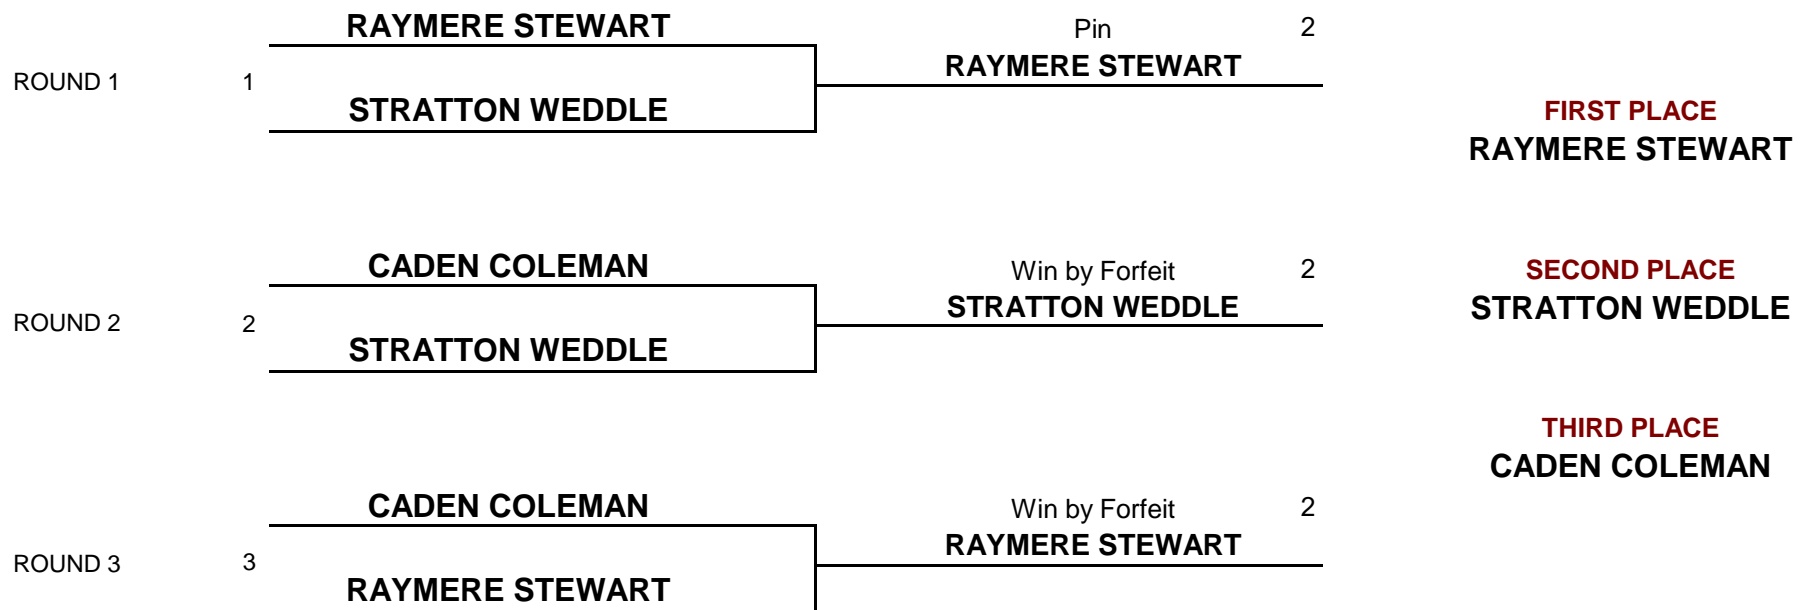 RAYMERE STEWART
Pin 2
RAYMERE STEWART
ROUND 1 1
STRATTON WEDDLE
FIRST PLACE
RAYMERE STEWART
CADEN COLEMAN
Win by Forfeit 2
SECOND PLACE
STRATTON WEDDLE
STRATTON WEDDLE
ROUND 2 2
STRATTON WEDDLE
THIRD PLACE
CADEN COLEMAN
CADEN COLEMAN
Win by Forfeit 2
RAYMERE STEWART
ROUND 3 3
RAYMERE STEWART